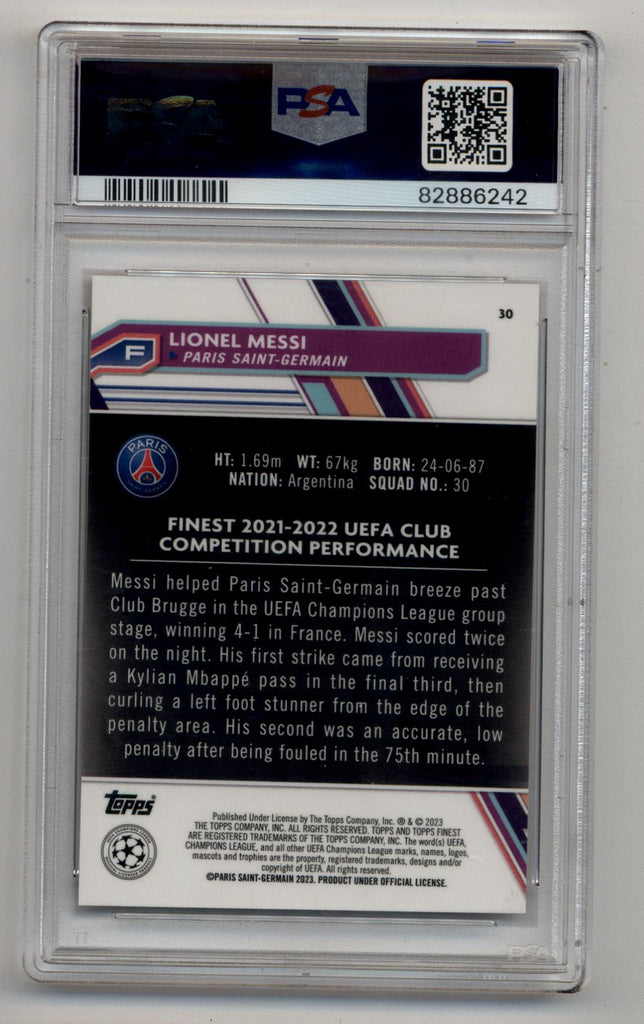 PSA
82886242
30
F
LIONEL MESSI
PARIS SAINT-GERMAIN
PARIS
SAINT-GERMAIN
HT: 1.69m WT: 67kg BORN: 24-06-87
NATION: Argentina SQUAD NO.: 30
FINEST 2021-2022 UEFA CLUB
COMPETITION PERFORMANCE
Messi helped Paris Saint-Germain breeze past
Club Brugge in the UEFA Champions League group
stage, winning 4-1 in France. Messi scored twice
on the night. His first strike came from receiving
a Kylian Mbappé pass in the final third, then
curling a left foot stunner from the edge of the
penalty area. His second was an accurate, low
penalty after being fouled in the 75th minute.
Topps®
Published Under License by The Topps Company, Inc. ® & © 2023
THE TOPPS COMPANY, INC. ALL RIGHTS RESERVED. TOPPS AND TOPPS FINEST
ARE REGISTERED TRADEMARKS OF THE TOPPS COMPANY, INC. The word(s) UEFA,
CHAMPIONS LEAGUE, and all other UEFA Champions League marks, names, logos,
mascots and trophies are the property, registered trademarks, designs and/or
copyright of UEFA. All rights reserved.
©PARIS SAINT-GERMAIN 2023. PRODUCT UNDER OFFICIAL LICENSE.
PSA